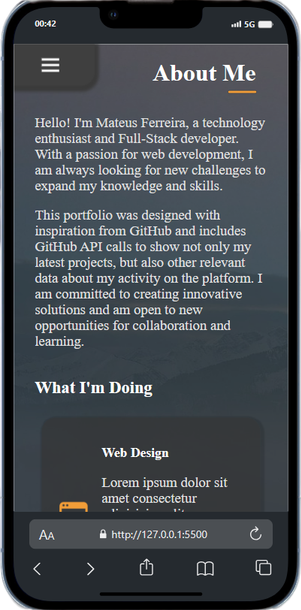 00:42
5G
About Me
Hello! I'm Mateus Ferreira, a technology
enthusiast and Full-Stack developer.
With a passion for web development, I
am always looking for new challenges to
expand my knowledge and skills.
This portfolio was designed with
inspiration from GitHub and includes
GitHub API calls to show not only my
latest projects, but also other relevant
data about my activity on the platform. I
am committed to creating innovative
solutions and am open to new
opportunities for collaboration and
learning.
What I'm Doing
Web Design
Lorem ipsum dolor sit
amet consectetur
AA http://127.0.0.1:5500